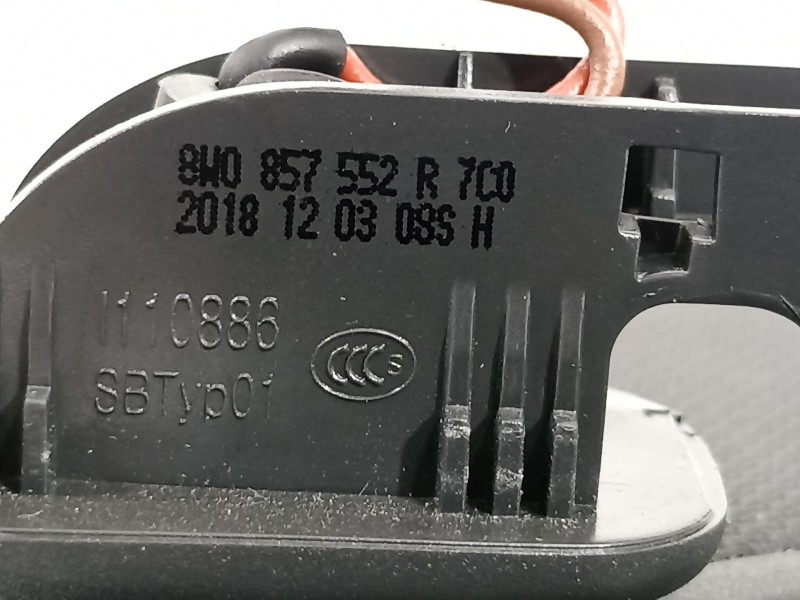 8W0 857 552 R 7C0
2018 12 03 08S H
I110886
SBTyp01
CCC S